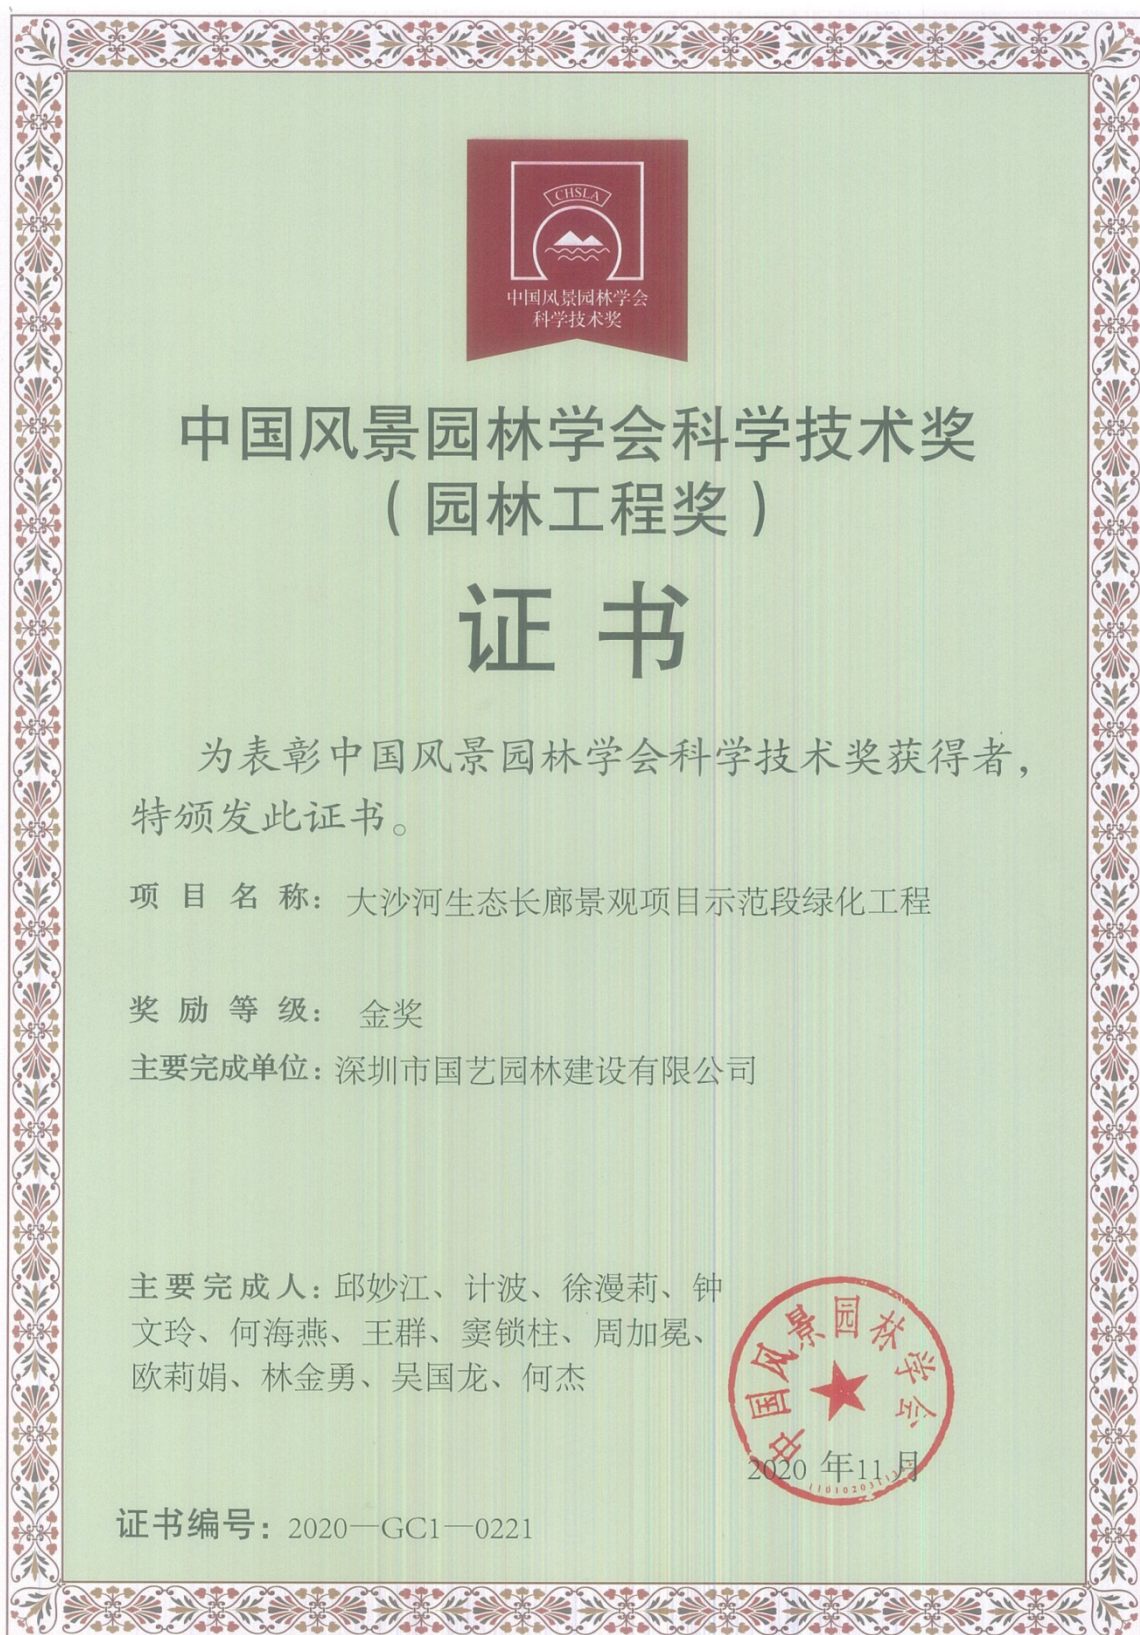 CHSLA
中国风景园林学会
科学技术奖
中国风景园林学会科学技术奖
（园林工程奖）
证书
为表彰中国风景园林学会科学技术奖获得者，
特颁发此证书。
项目名称：大沙河生态长廊景观项目示范段绿化工程
奖励等级：金奖
主要完成单位：深圳市国艺园林建设有限公司
主要完成人：邱妙江、计波、徐漫莉、钟
文玲、何海燕、王群、窦锁柱、周加冕、
欧莉娟、林金勇、吴国龙、何杰
中国风景园林学会
2020 年11月
证书编号：2020—GC1—0221